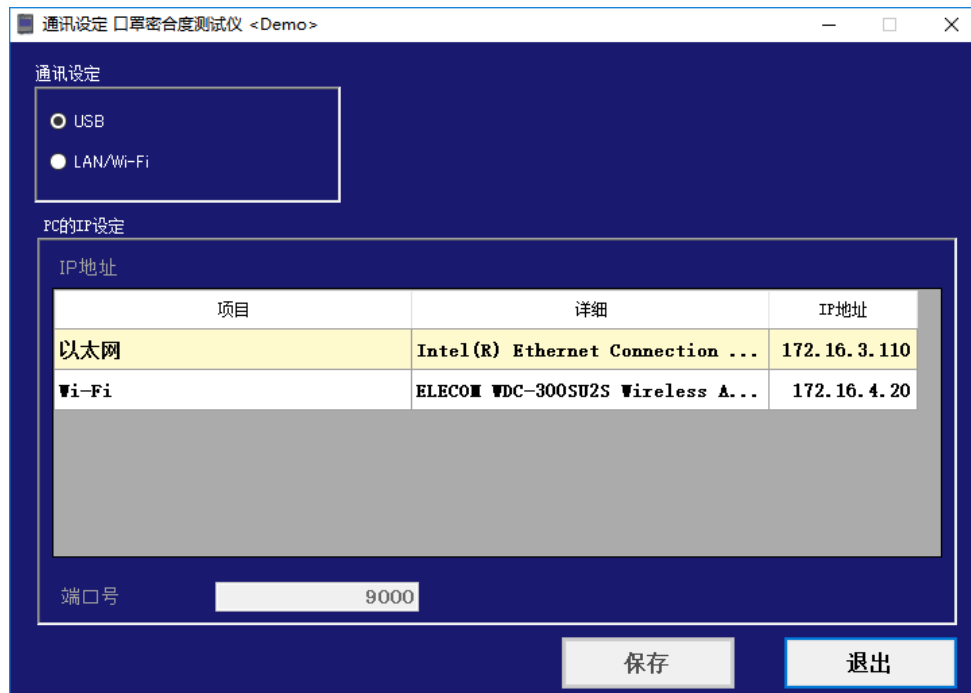 通讯设定 口罩密合度测试仪 <Demo>
通讯设定
USB
LAN/Wi-Fi
PC的IP设定
IP地址
项目 详细 IP地址
以太网 Intel(R) Ethernet Connection ... 172.16.3.110
Wi-Fi ELECOM WDC-300SU2S Wireless A... 172.16.4.20
端口号 9000
保存 退出